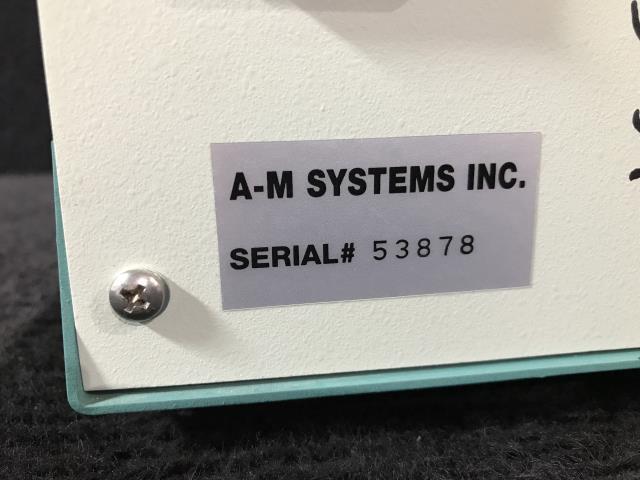 A-M SYSTEMS INC.
SERIAL# 53878